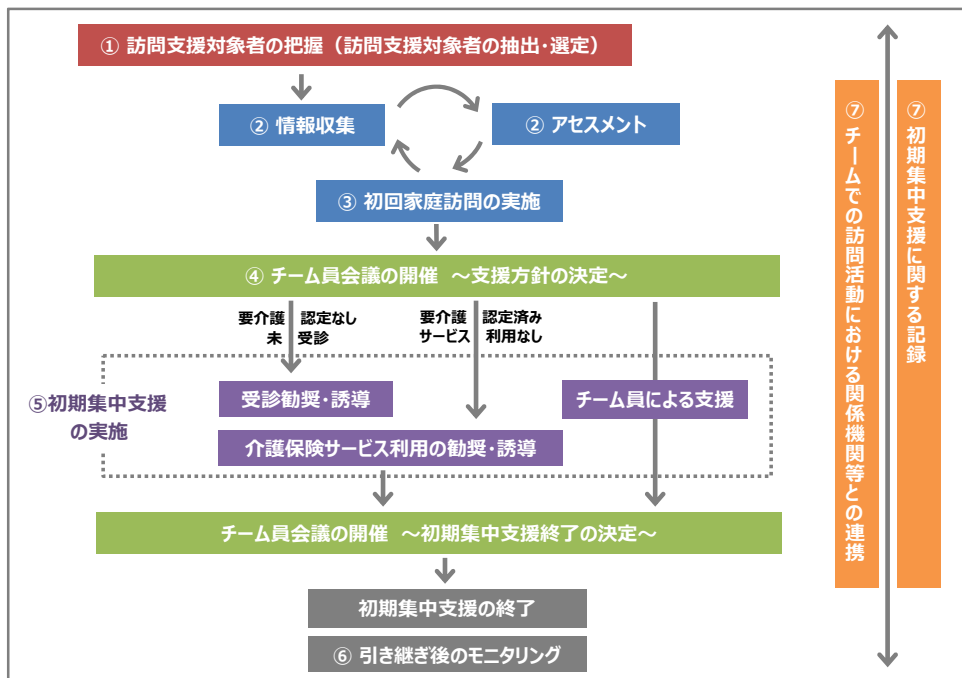 ① 訪問支援対象者の把握（訪問支援対象者の抽出・選定）
② 情報収集
② アセスメント
③ 初回家庭訪問の実施
④ チーム員会議の開催 ～支援方針の決定～
要介護 認定なし
未 受診
要介護 認定済み
サービス 利用なし
⑤初期集中支援
の実施
受診勧奨・誘導
チーム員による支援
介護保険サービス利用の勧奨・誘導
チーム員会議の開催 ～初期集中支援終了の決定～
初期集中支援の終了
⑥ 引き継ぎ後のモニタリング
⑦ 初期集中支援に関する記録
⑦ チームでの訪問活動における関係機関等との連携